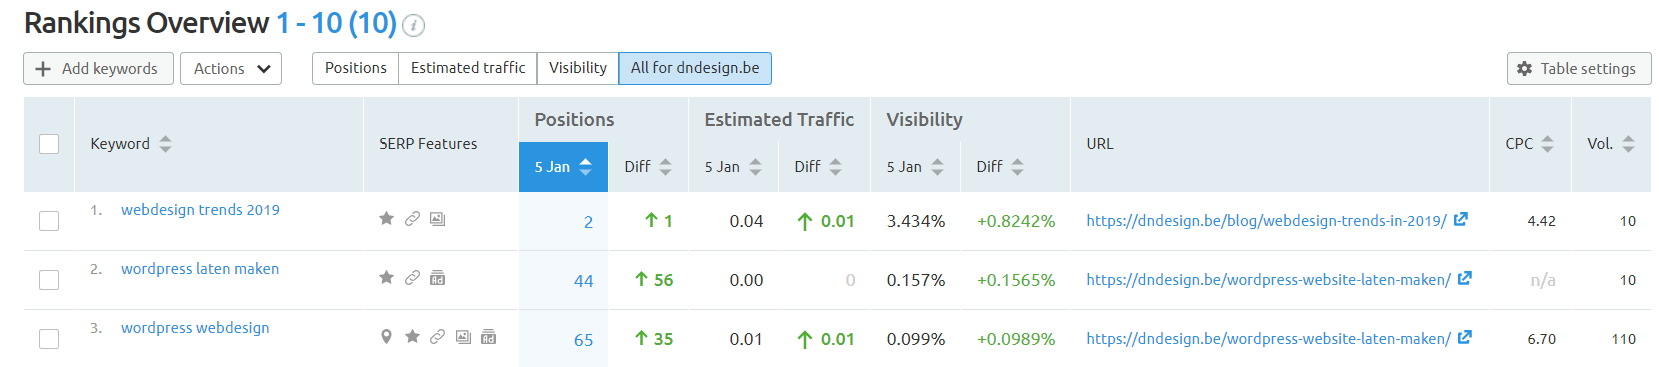 Rankings Overview 1 - 10 (10) i
Add keywords Actions Positions Estimated traffic Visibility All for dndesign.be Table settings
Positions Estimated Traffic Visibility
Keyword SERP Features URL CPC Vol.
5 Jan Diff 5 Jan Diff 5 Jan Diff
1. webdesign trends 2019 2 1 0.04 0.01 3.434% +0.8242% https://dndesign.be/blog/webdesign-trends-in-2019/ 4.42 10
2. wordpress laten maken Ad 44 56 0.00 0 0.157% +0.1565% https://dndesign.be/wordpress-website-laten-maken/ n/a 10
3. wordpress webdesign Ad 65 35 0.01 0.01 0.099% +0.0989% https://dndesign.be/wordpress-website-laten-maken/ 6.70 110